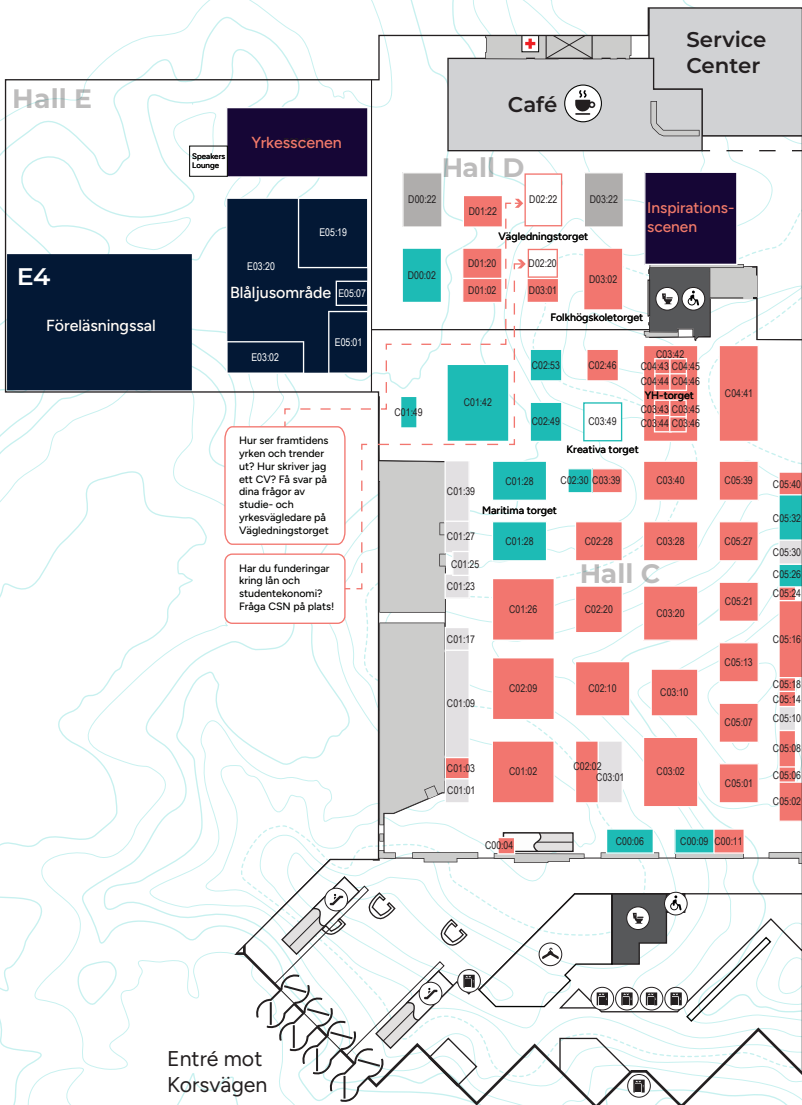 Service
Center
Café
Hall E
Yrkesscenen
Speakers
Lounge
Hall D
D00:22
D01:22
D02:22
D03:22
Inspirations-
scenen
Vägledningstorget
E05:19
E03:20
E4
D00:02
D01:20
D02:20
D03:02
D01:02
D03:01
Blåljusområde
E05:07
Föreläsningssal
Folkhögskoletorget
E05:01
E03:02
C03:42
C02:53
C02:46
C04:43
C04:45
C04:44
C04:46
YH-torget
C04:41
C01:42
C01:49
C02:49
C03:49
C03:43
C03:45
C03:44
C03:46
Kreativa torget
Hur ser framtidens
yrken och trender
ut? Hur skriver jag
ett CV? Få svar på
dina frågor av
studie- och
yrkesvägledare på
Vägledningstorget
C01:39
C01:28
C02:30
C03:39
C03:40
C05:39
C05:40
Maritima torget
C05:32
C01:27
C01:28
C02:28
C03:28
C05:27
C05:30
C01:25
Hall C
C05:26
C01:23
C05:24
Har du funderingar
kring lån och
studentekonomi?
Fråga CSN på plats!
C01:26
C02:20
C03:20
C05:21
C01:17
C05:16
C05:13
C02:09
C02:10
C03:10
C05:18
C05:14
C01:09
C05:07
C05:10
C05:08
C01:03
C01:02
C02:02
C03:01
C03:02
C05:06
C01:01
C05:01
C05:02
C00:04
C00:06
C00:09
C00:11
Entré mot
Korsvägen